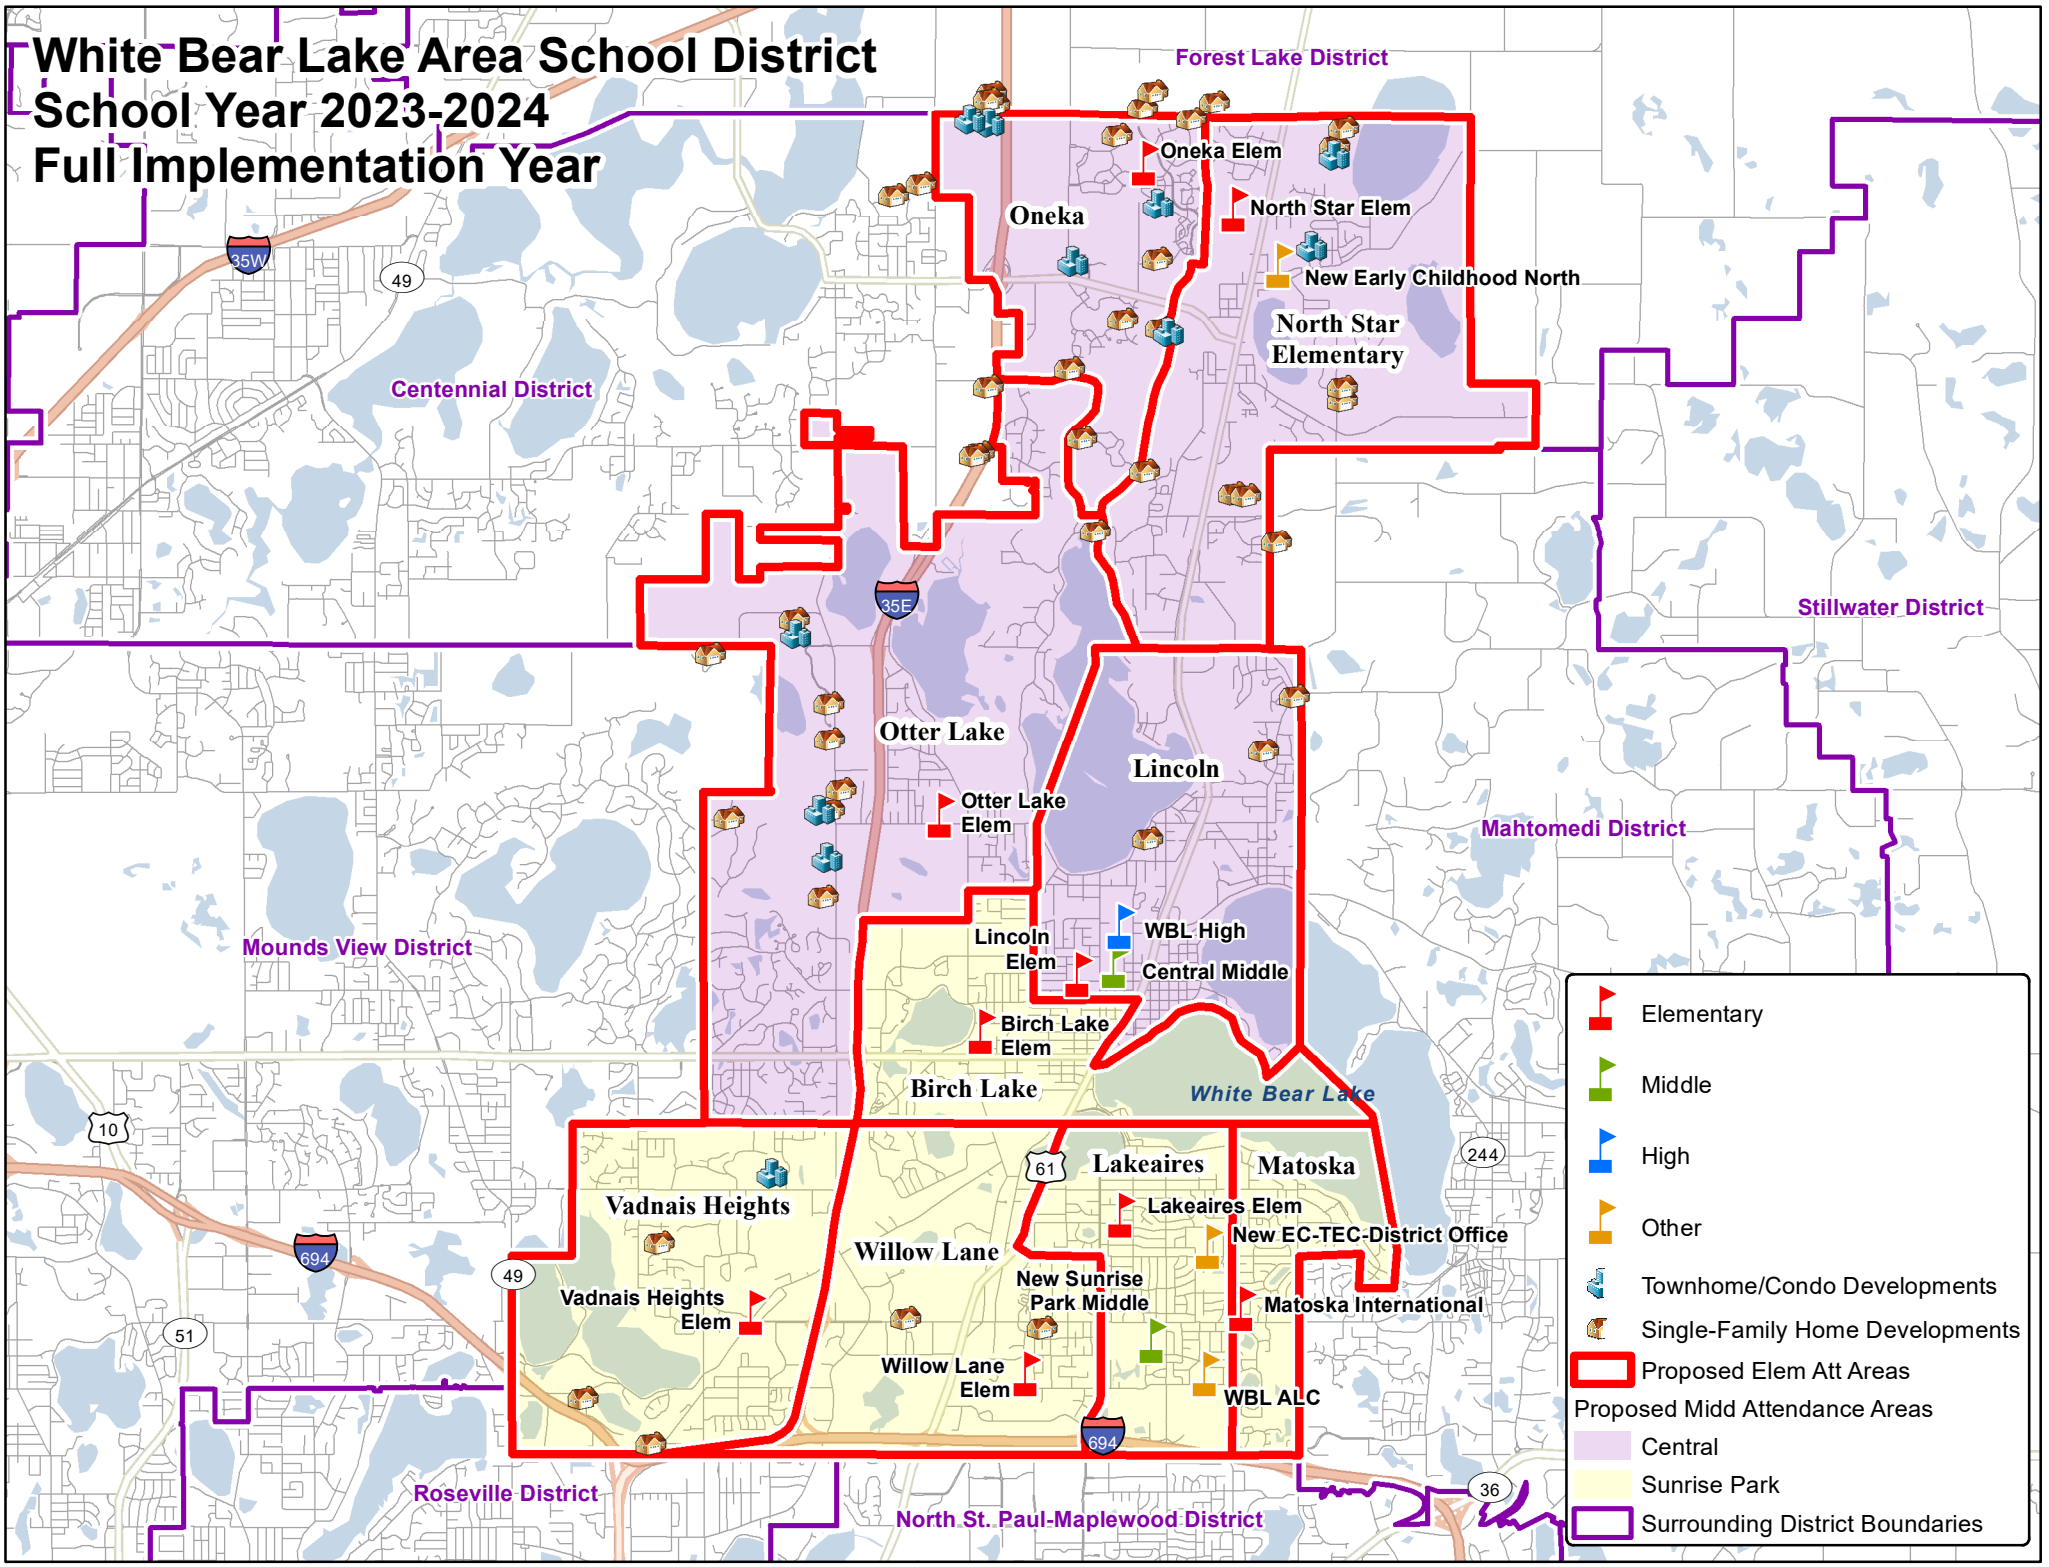 White Bear Lake Area School District
School Year 2023-2024
Full Implementation Year
Forest Lake District
Oneka Elem
North Star Elem
Oneka
35W
49
New Early Childhood North
North Star
Elementary
Centennial District
35E
Stillwater District
Otter Lake
Lincoln
Otter Lake
Elem
Mahtomedi District
Mounds View District
Lincoln
Elem
WBL High
Central Middle
Birch Lake
Elem
Birch Lake
White Bear Lake
10
61
Lakeaires
Matoska
244
Vadnais Heights
Lakeaires Elem
New EC-TEC-District Office
Willow Lane
694
49
New Sunrise
Park Middle
Vadnais Heights
Elem
Matoska International
51
Willow Lane
Elem
WBL ALC
694
Roseville District
North St. Paul-Maplewood District
36
Elementary
Middle
High
Other
Townhome/Condo Developments
Single-Family Home Developments
Proposed Elem Att Areas
Proposed Midd Attendance Areas
Central
Sunrise Park
Surrounding District Boundaries